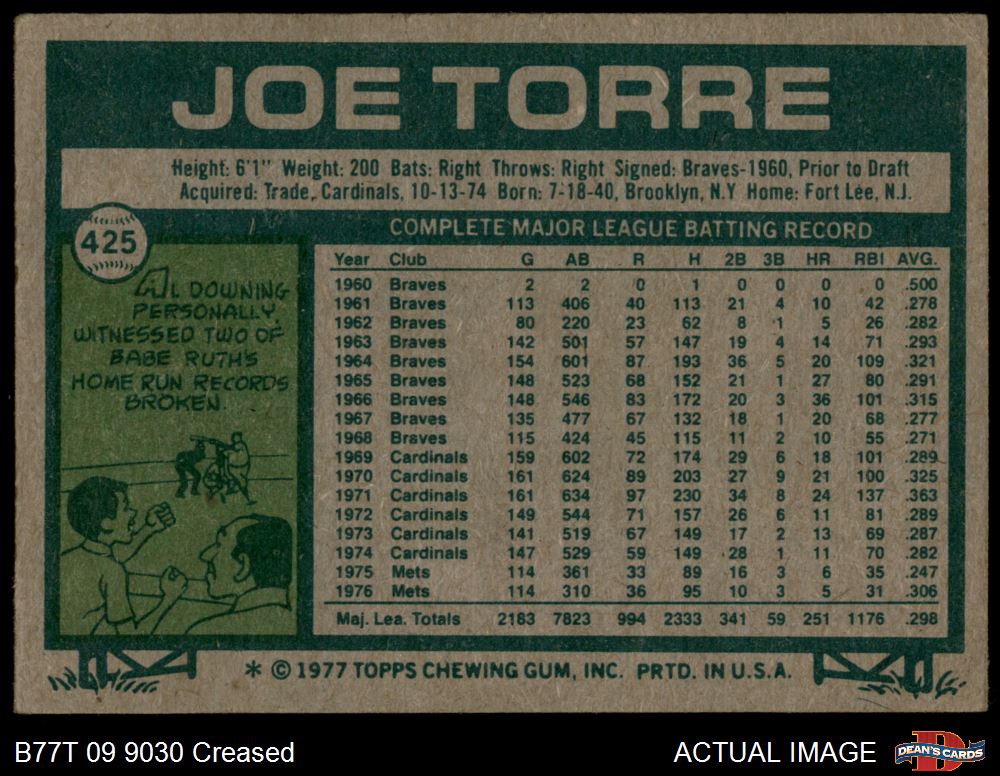 JOE TORRE
Height: 6'1" Weight: 200 Bats: Right Throws: Right Signed: Braves-1960, Prior to Draft
Acquired: Trade, Cardinals, 10-13-74 Born: 7-18-40, Brooklyn, N.Y Home: Fort Lee, N.J.
425
AL DOWNING
PERSONALLY
WITNESSED TWO OF
BABE RUTH'S
HOME RUN RECORDS
BROKEN.
COMPLETE MAJOR LEAGUE BATTING RECORD
Year Club G AB R H 2B 3B HR RBI AVG.
1960 Braves 2 2 0 1 0 0 0 0 .500
1961 Braves 113 406 40 113 21 4 10 42 .278
1962 Braves 80 220 23 62 8 1 5 26 .282
1963 Braves 142 501 57 147 19 4 14 71 .293
1964 Braves 154 601 87 193 36 5 20 109 .321
1965 Braves 148 523 68 152 21 1 27 80 .291
1966 Braves 148 546 83 172 20 3 36 101 .315
1967 Braves 135 477 67 132 18 1 20 68 .277
1968 Braves 115 424 45 115 11 2 10 55 .271
1969 Cardinals 159 602 72 174 29 6 18 101 .289
1970 Cardinals 161 624 89 203 27 9 21 100 .325
1971 Cardinals 161 634 97 230 34 8 24 137 .363
1972 Cardinals 149 544 71 157 26 6 11 81 .289
1973 Cardinals 141 519 67 149 17 2 13 69 .287
1974 Cardinals 147 529 59 149 28 1 11 70 .282
1975 Mets 114 361 33 89 16 3 6 35 .247
1976 Mets 114 310 36 95 10 3 5 31 .306
Maj. Lea. Totals 2183 7823 994 2333 341 59 251 1176 .298
* © 1977 TOPPS CHEWING GUM, INC. PRTD. IN U.S.A.
B77T 09 9030 Creased
ACTUAL IMAGE
D
DEAN'S CARDS